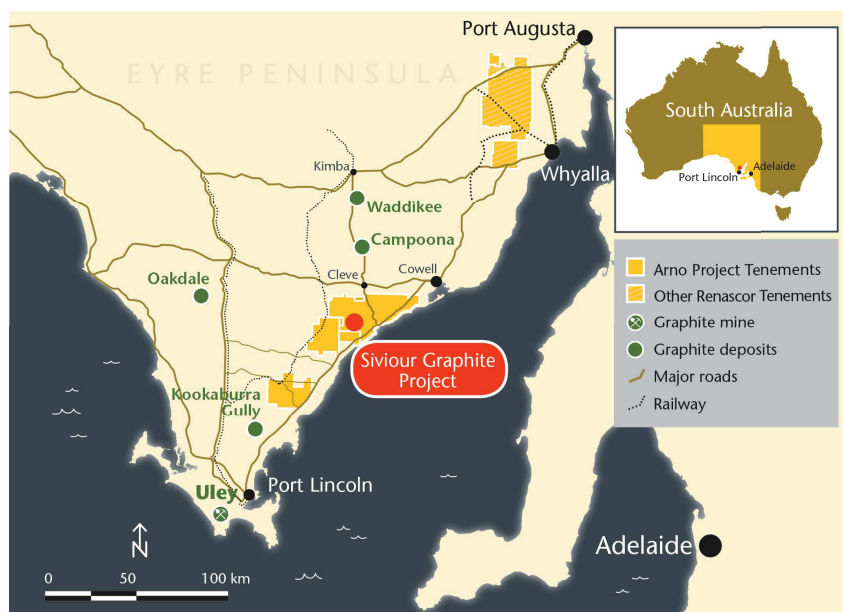 Port Augusta
EYRE PENINSULA
South Australia
Adelaide
Port Lincoln
Kimba
Whyalla
Waddikee
Campoona
Cleve
Cowell
Oakdale
Siviour Graphite
Project
Kookaburra
Gully
Uley
Port Lincoln
N
Adelaide
0 50 100 km
Arno Project Tenements
Other Renascor Tenements
Graphite mine
Graphite deposits
Major roads
Railway